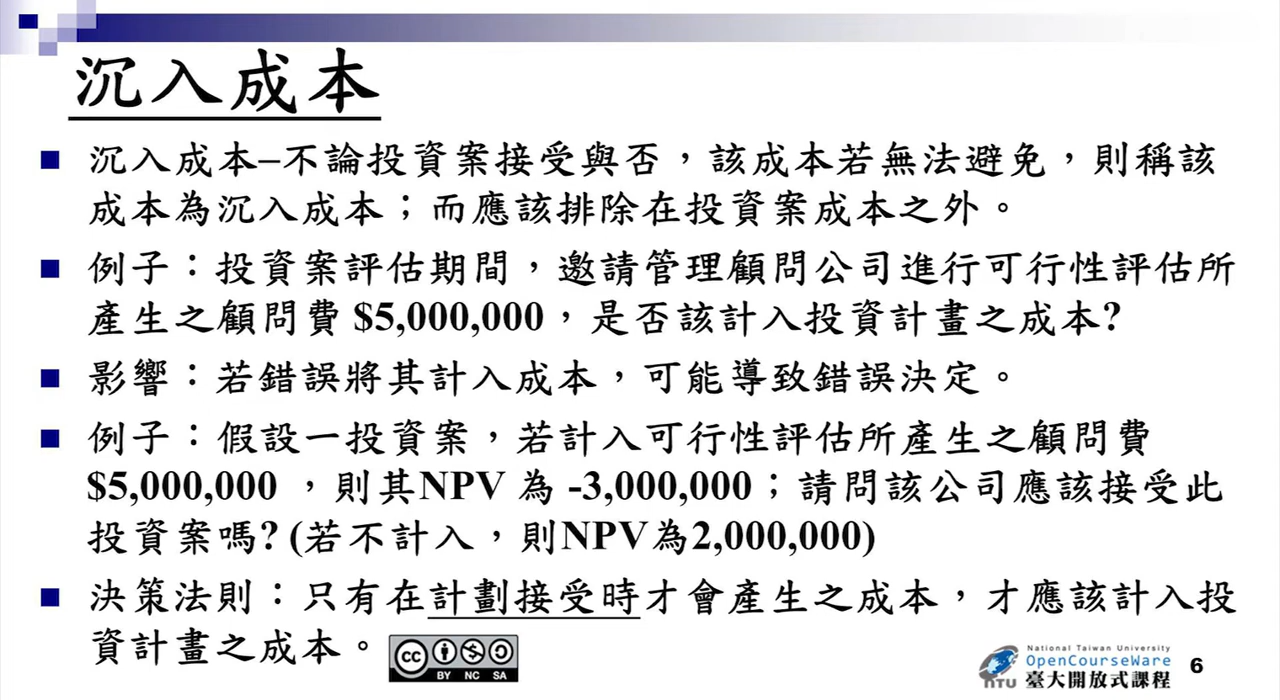 沉入成本
沉入成本–不論投資案接受與否，該成本若無法避免，則稱該
成本為沉入成本；而應該排除在投資案成本之外。
例子：投資案評估期間，邀請管理顧問公司進行可行性評估所
產生之顧問費 $5,000,000，是否該計入投資計畫之成本?
影響：若錯誤將其計入成本，可能導致錯誤決定。
例子：假設一投資案，若計入可行性評估所產生之顧問費
$5,000,000 ，則其NPV 為 -3,000,000；請問該公司應該接受此
投資案嗎? (若不計入，則NPV為2,000,000)
決策法則：只有在計劃接受時才會產生之成本，才應該計入投
資計畫之成本。
cc BY NC SA
National Taiwan University
OpenCourseWare
NTU 臺大開放式課程
6